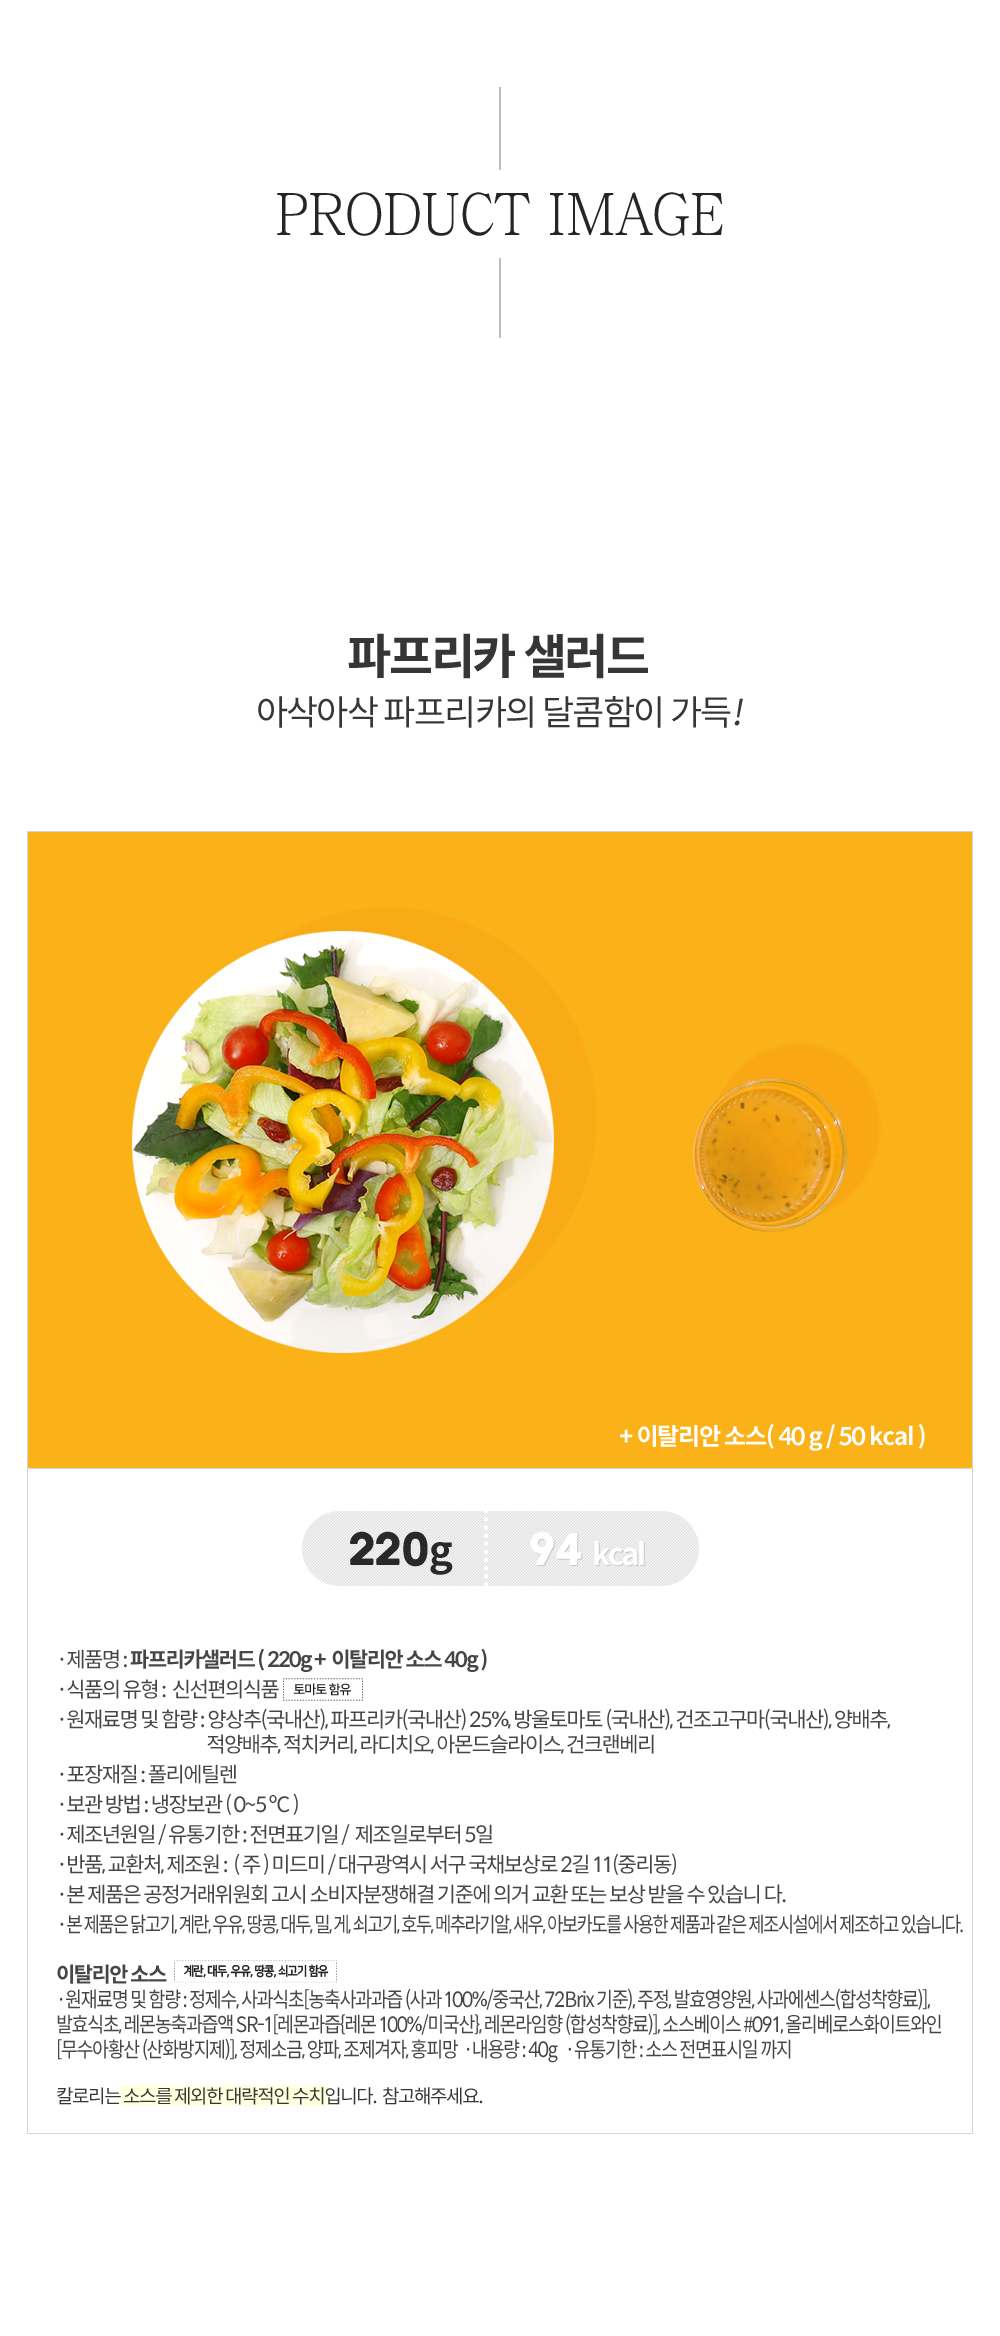 PRODUCT IMAGE
파프리카 샐러드
아삭아삭 파프리카의 달콤함이 가득!
+ 이탈리안 소스( 40 g / 50 kcal )
220g 94 kcal
· 제품명 : 파프리카샐러드 ( 220g + 이탈리안 소스 40g )
· 식품의 유형 : 신선편의식품 토마토 함유
· 원재료명 및 함량 : 양상추(국내산), 파프리카(국내산) 25%, 방울토마토 (국내산), 건조고구마(국내산), 양배추,
적양배추, 적치커리, 라디치오, 아몬드슬라이스, 건크랜베리
· 포장재질 : 폴리에틸렌
· 보관 방법 : 냉장보관 ( 0~5 ºC )
· 제조년원일 / 유통기한 : 전면표기일 / 제조일로부터 5일
· 반품, 교환처, 제조원 : ( 주 ) 미드미 / 대구광역시 서구 국채보상로 2길 11(중리동)
· 본 제품은 공정거래위원회 고시 소비자분쟁해결 기준에 의거 교환 또는 보상 받을 수 있습니 다.
· 본 제품은 닭고기, 계란, 우유, 땅콩, 대두, 밀, 게, 쇠고기, 호두, 메추라기알, 새우, 아보카도를 사용한 제품과 같은 제조시설에서 제조하고 있습니다.
이탈리안 소스 계란, 대두, 우유, 땅콩, 쇠고기 함유
· 원재료명 및 함량 : 정제수, 사과식초[농축사과과즙 (사과 100%/중국산, 72Brix 기준), 주정, 발효영양원, 사과에센스(합성착향료)],
발효식초, 레몬농축과즙액 SR-1[레몬과즙{레몬 100%/미국산}, 레몬라임향 (합성착향료)], 소스베이스 #091, 올리베로스화이트와인
[무수아황산 (산화방지제)], 정제소금, 양파, 조제겨자, 홍피망 · 내용량 : 40g · 유통기한 : 소스 전면표시일 까지
칼로리는 소스를 제외한 대략적인 수치입니다. 참고해주세요.